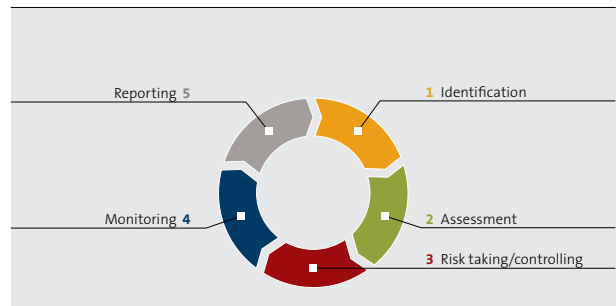 Reporting 5
1 Identification
Monitoring 4
2 Assessment
3 Risk taking/controlling